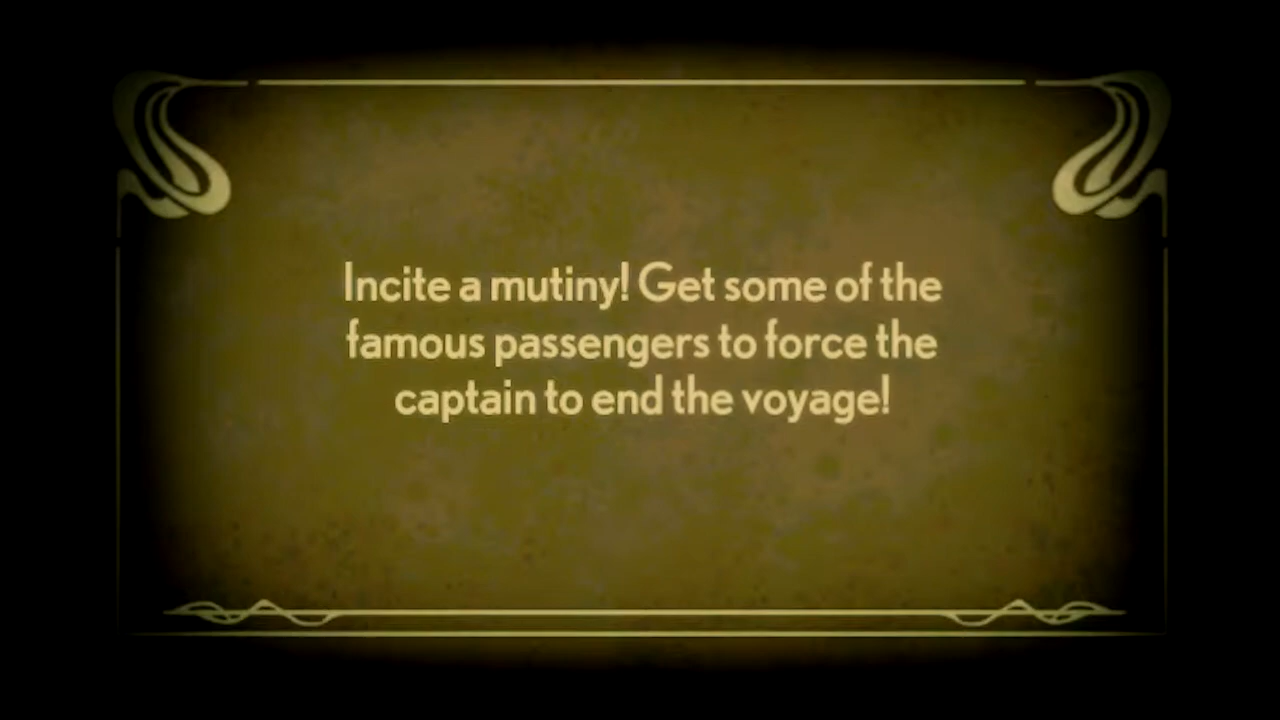 Incite a mutiny! Get some of the
famous passengers to force the
captain to end the voyage!